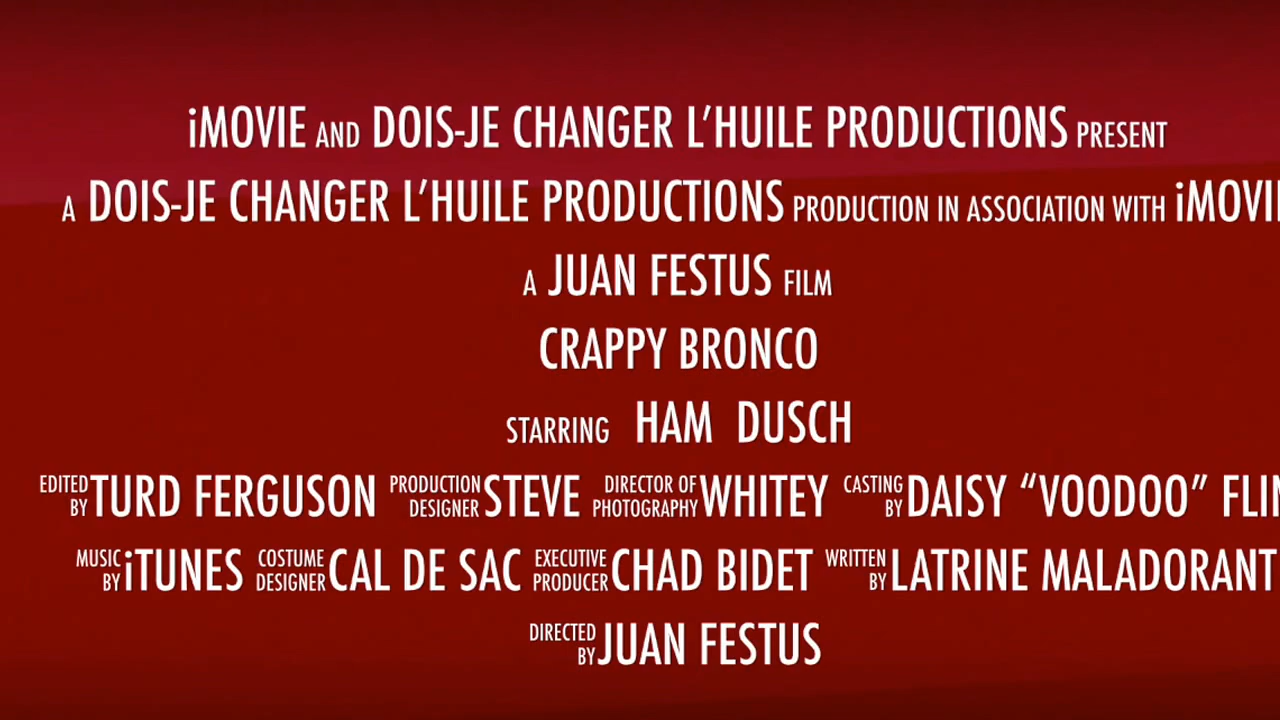 iMOVIE AND DOIS-JE CHANGER L'HUILE PRODUCTIONS PRESENT
A DOIS-JE CHANGER L'HUILE PRODUCTIONS PRODUCTION IN ASSOCIATION WITH
A JUAN FESTUS FILM
CRAPPY BRONCO
STARRING HAM DUSCH
EDITED BY TURD FERGUSON PRODUCTION DESIGNER STEVE DIRECTOR OF PHOTOGRAPHY WHITEY CASTING BY DAISY “VOODOO”
MUSIC BY iTUNES COSTUME DESIGNER CAL DE SAC EXECUTIVE PRODUCER CHAD BIDET WRITTEN BY LATRINE
DIRECTED BY JUAN FESTUS